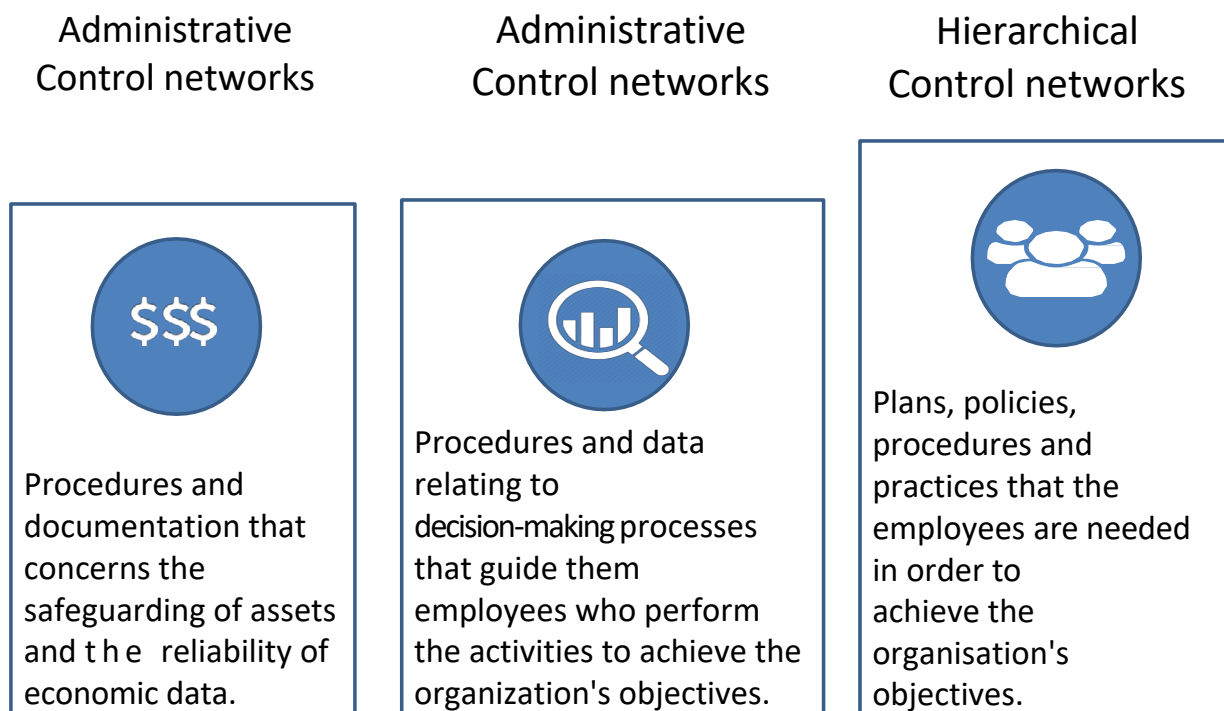 Administrative
Control networks
Administrative
Control networks
Hierarchical
Control networks
$$$
Procedures and
documentation that
concerns the
safeguarding of assets
and the reliability of
economic data.
Procedures and data
relating to
decision-making processes
that guide them
employees who perform
the activities to achieve the
organization's objectives.
Plans, policies,
procedures and
practices that the
employees are needed
in order to
achieve the
organisation's
objectives.